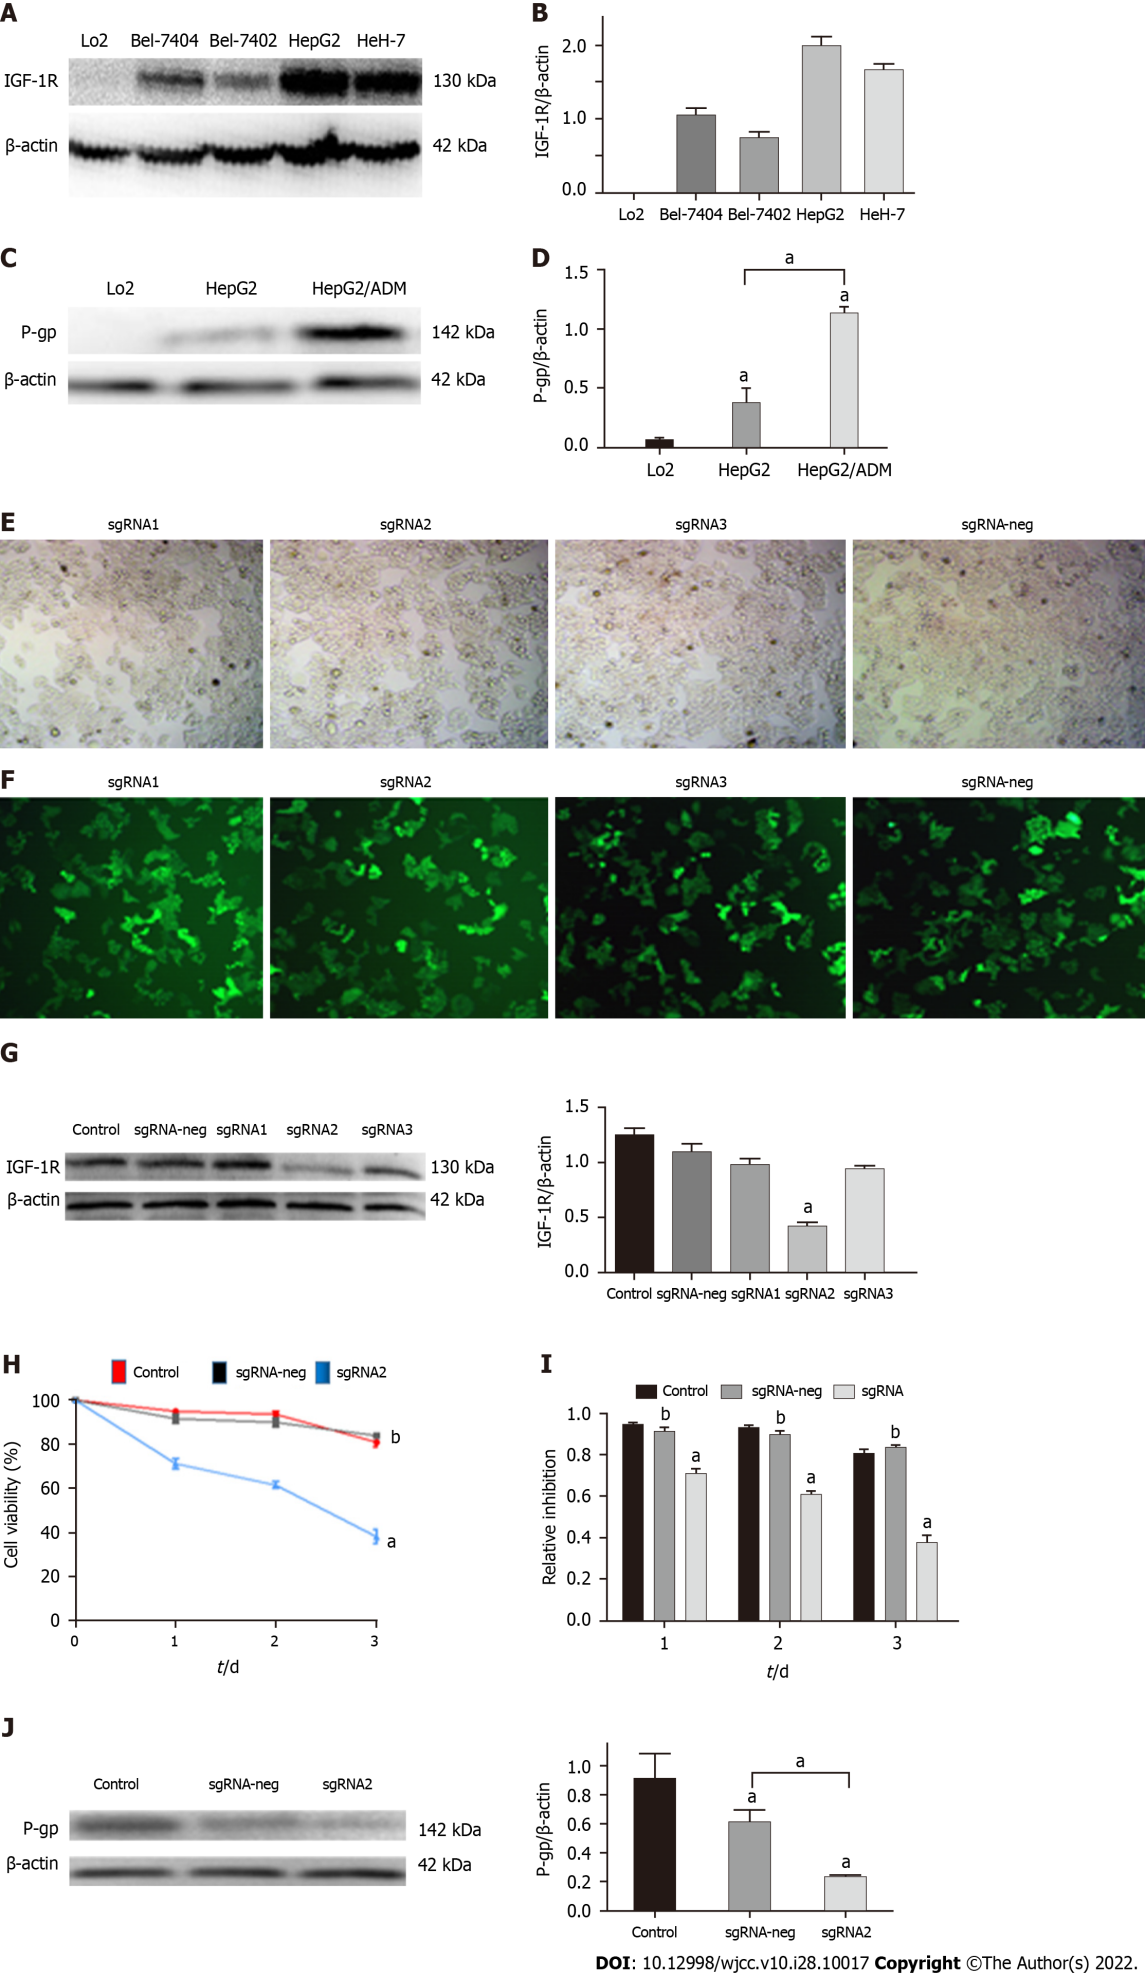 A
Lo2 Bel-7404 Bel-7402 HepG2 HeH-7
IGF-1R 130 kDa
β-actin 42 kDa
B
IGF-1R/β-actin
2.0
1.0
0.0
Lo2 Bel-7404 Bel-7402 HepG2 HeH-7
C
Lo2 HepG2 HepG2/ADM
P-gp 142 kDa
β-actin 42 kDa
D
P-gp/β-actin
1.5
1.0
0.5
0.0
a
a
a
Lo2 HepG2 HepG2/ADM
E
sgRNA1 sgRNA2 sgRNA3 sgRNA-neg
F
sgRNA1 sgRNA2 sgRNA3 sgRNA-neg
G
Control sgRNA-neg sgRNA1 sgRNA2 sgRNA3
IGF-1R 130 kDa
β-actin 42 kDa
IGF-1R/β-actin
1.5
1.0
0.5
0.0
a
Control sgRNA-neg sgRNA1 sgRNA2 sgRNA3
H
Control sgRNA-neg sgRNA2
Cell viability (%)
100
80
60
40
20
0
b
a
0 1 2 3
t/d
I
Control sgRNA-neg sgRNA
Relative inhibition
1.0
0.8
0.6
0.4
0.2
0.0
b a b a b a
1 2 3
t/d
J
Control sgRNA-neg sgRNA2
P-gp 142 kDa
β-actin 42 kDa
P-gp/β-actin
1.0
0.8
0.6
0.4
0.2
0.0
a
a
a
Control sgRNA-neg sgRNA2
DOI: 10.12998/wjcc.v10.i28.10017 Copyright ©The Author(s) 2022.